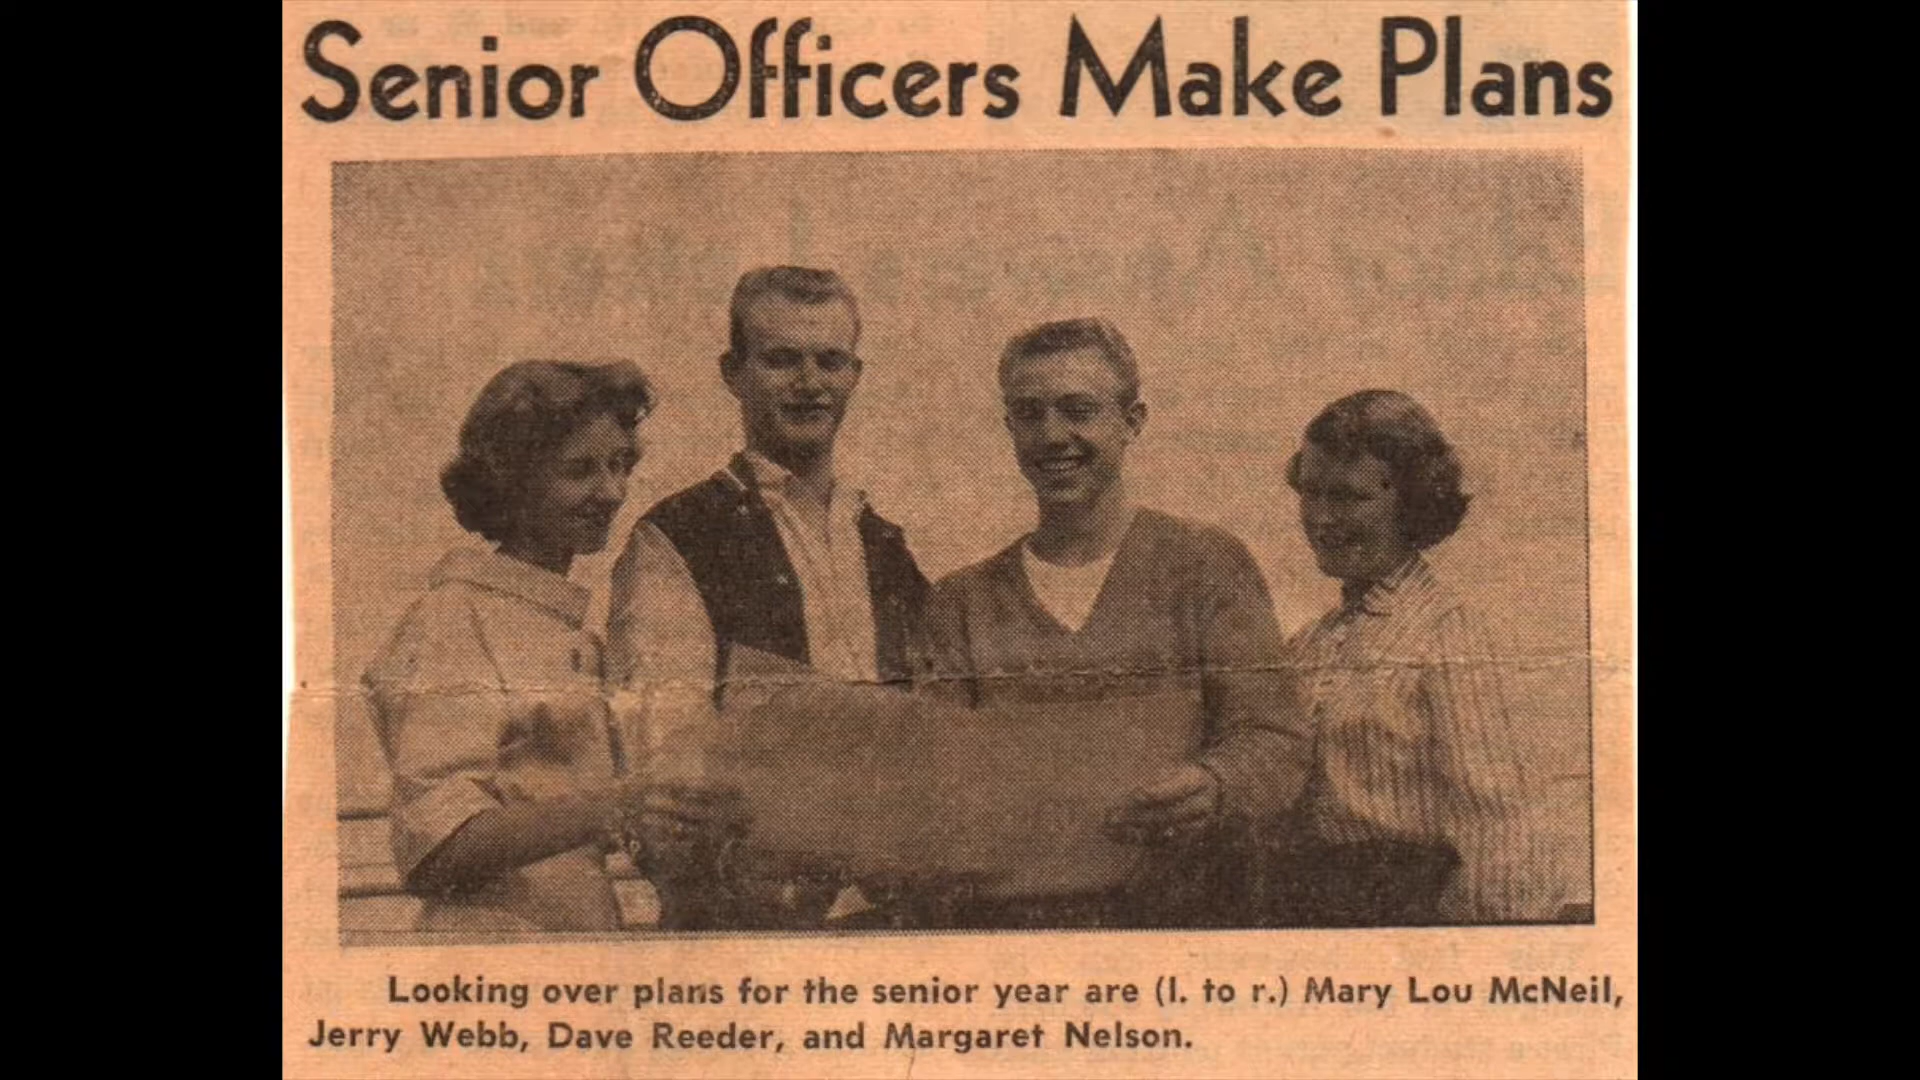 Senior Officers Make Plans
Looking over plans for the senior year are (l. to r.) Mary Lou McNeil,
Jerry Webb, Dave Reeder, and Margaret Nelson.